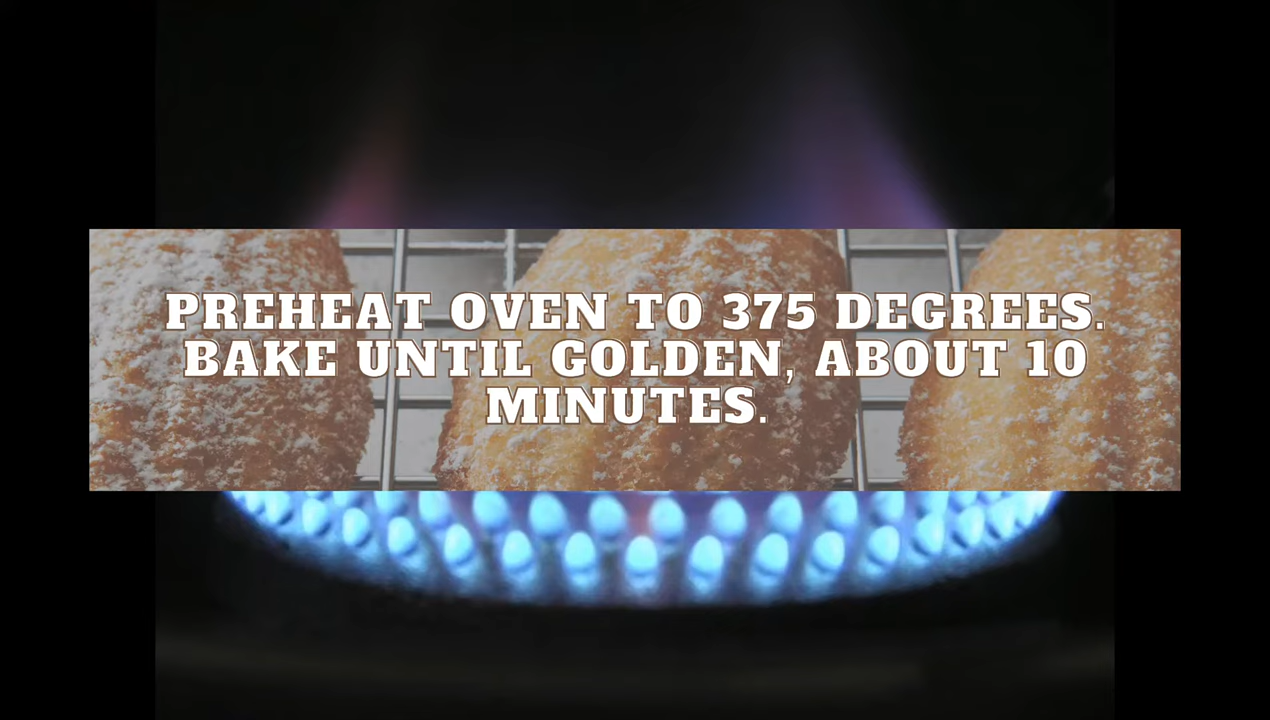 PREHEAT OVEN TO 375 DEGREES.
BAKE UNTIL GOLDEN, ABOUT 10
MINUTES.